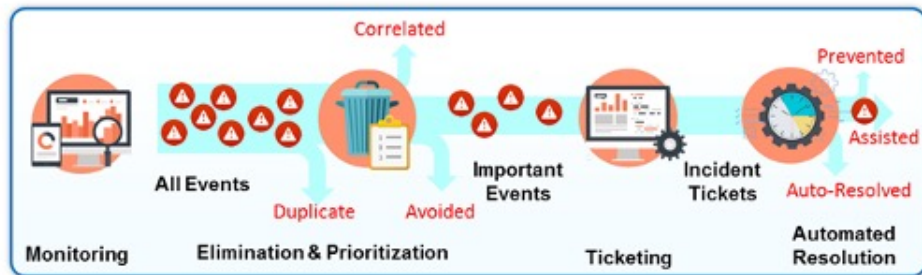 Correlated
Prevented
All Events
Important
Events
Incident
Tickets
Assisted
Duplicate
Avoided
Auto-Resolved
Monitoring
Elimination & Prioritization
Ticketing
Automated
Resolution